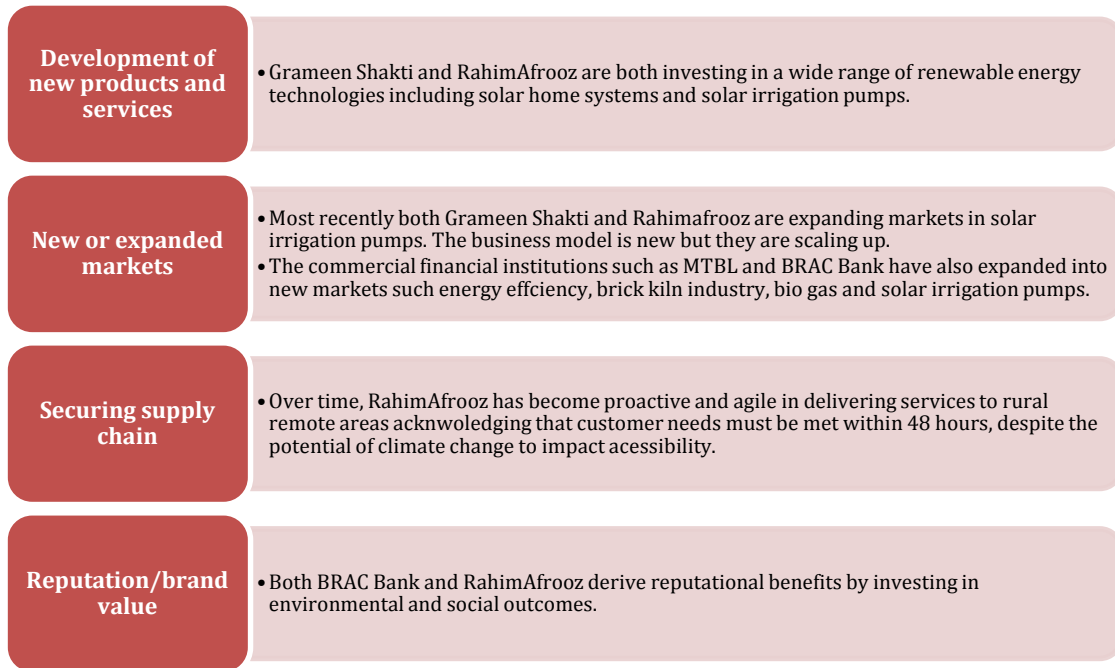 Development of
new products and
services
• Grameen Shakti and RahimAfrooz are both investing in a wide range of renewable energy
technologies including solar home systems and solar irrigation pumps.
New or expanded
markets
• Most recently both Grameen Shakti and Rahimafrooz are expanding markets in solar
irrigation pumps. The business model is new but they are scaling up.
• The commercial financial institutions such as MTBL and BRAC Bank have also expanded into
new markets such energy effciency, brick kiln industry, bio gas and solar irrigation pumps.
Securing supply
chain
• Over time, RahimAfrooz has become proactive and agile in delivering services to rural
remote areas acknwoledging that customer needs must be met within 48 hours, despite the
potential of climate change to impact acessibility.
Reputation/brand
value
• Both BRAC Bank and RahimAfrooz derive reputational benefits by investing in
environmental and social outcomes.